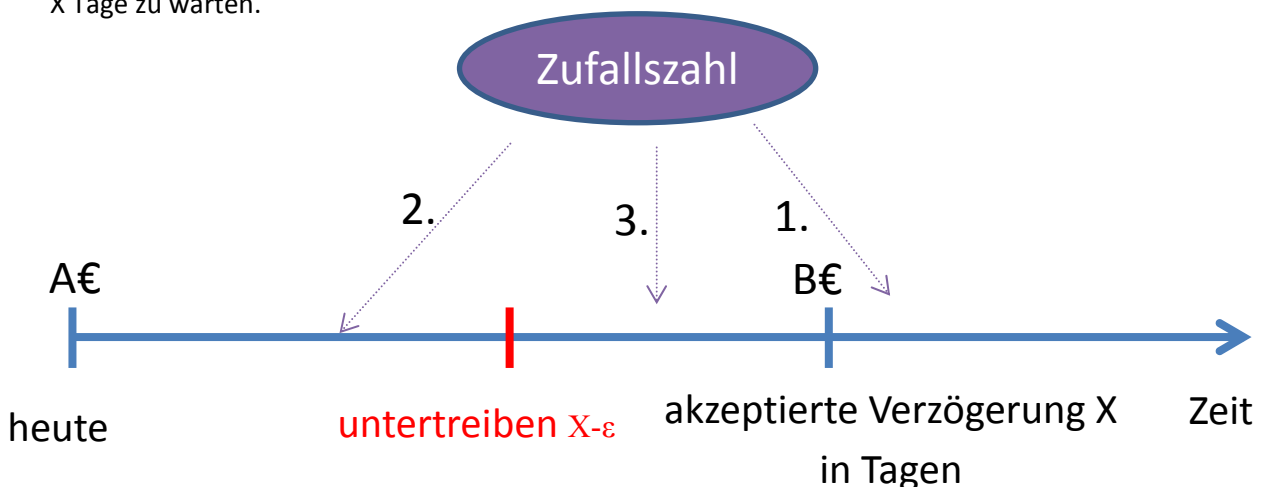 X Tage zu warten.
Zufallszahl
2.
3.
1.
A€
B€
heute
untertreiben X-ε
akzeptierte Verzögerung X
in Tagen
Zeit